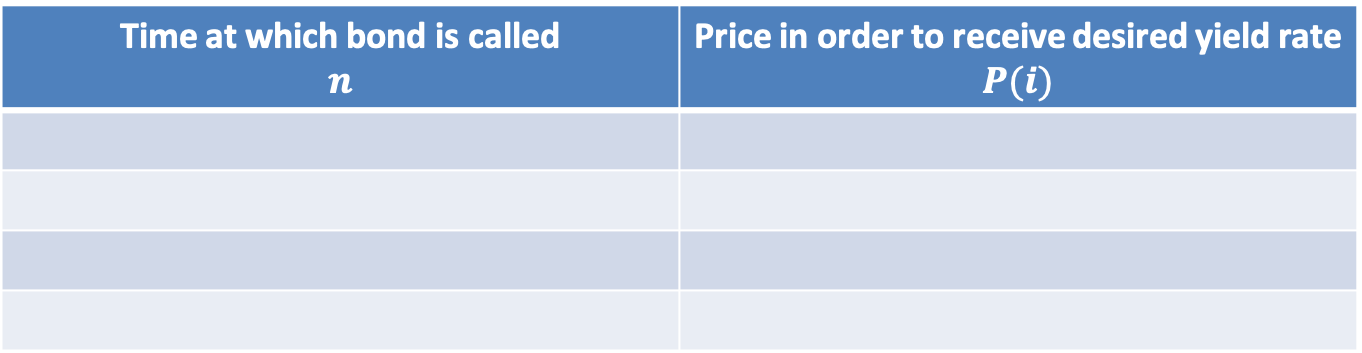 Time at which bond is called
n
Price in order to receive desired yield rate
P(i)